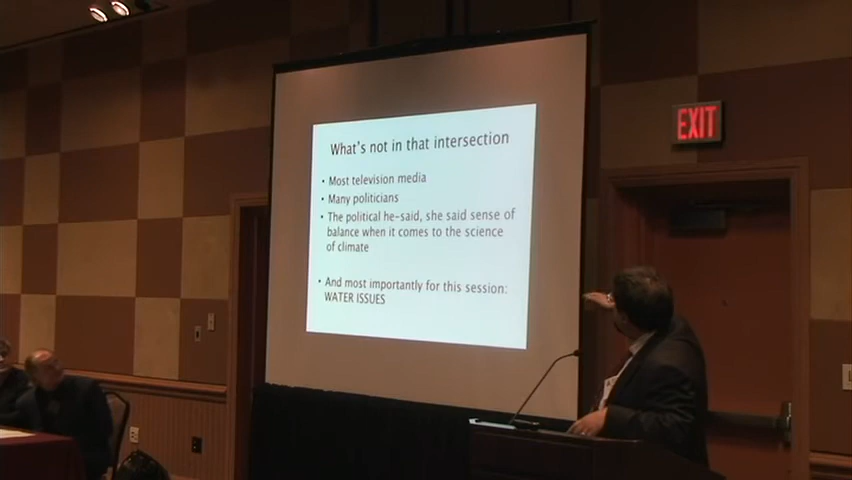 What's not in that intersection
• Most television media
• Many politicians
• The political he-said, she said sense of
balance when it comes to the science
of climate
• And most importantly for this session:
WATER ISSUES
EXIT